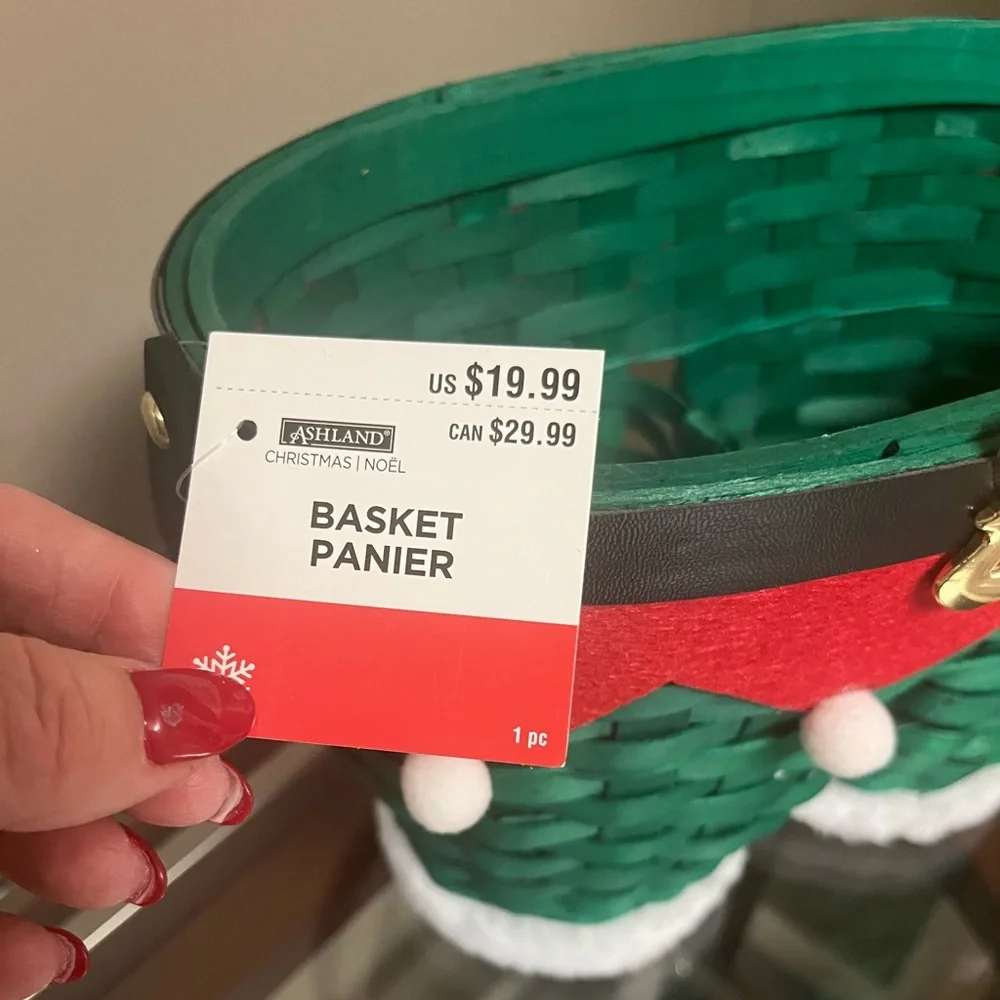 US $19.99
CAN $29.99
ASHLAND®
CHRISTMAS | NOËL
BASKET
PANIER
1 pc